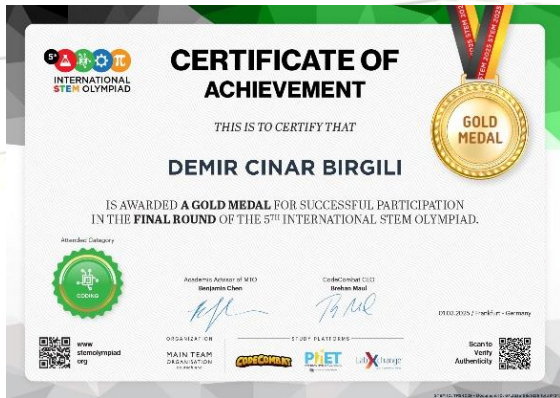 5th
INTERNATIONAL
STEM OLYMPIAD
CERTIFICATE OF
ACHIEVEMENT
THIS IS TO CERTIFY THAT
DEMIR CINAR BIRGILI
IS AWARDED A GOLD MEDAL FOR SUCCESSFUL PARTICIPATION
IN THE FINAL ROUND OF THE 5TH INTERNATIONAL STEM OLYMPIAD.
STEM 2025
GOLD
MEDAL
Attended Category
CODING
Academic Advisor of MTO
Benjamin Chen
CodeCombat CEO
Brehan Maul
/ Frankfurt - Germany
www
stemolympiad
org
ORGANIZATION
MAIN TEAM
ORGANISATION
STUDY PLATFORMS
CODECOMBAT
PhET
LabXchange
Scan to
Verify
Authenticity